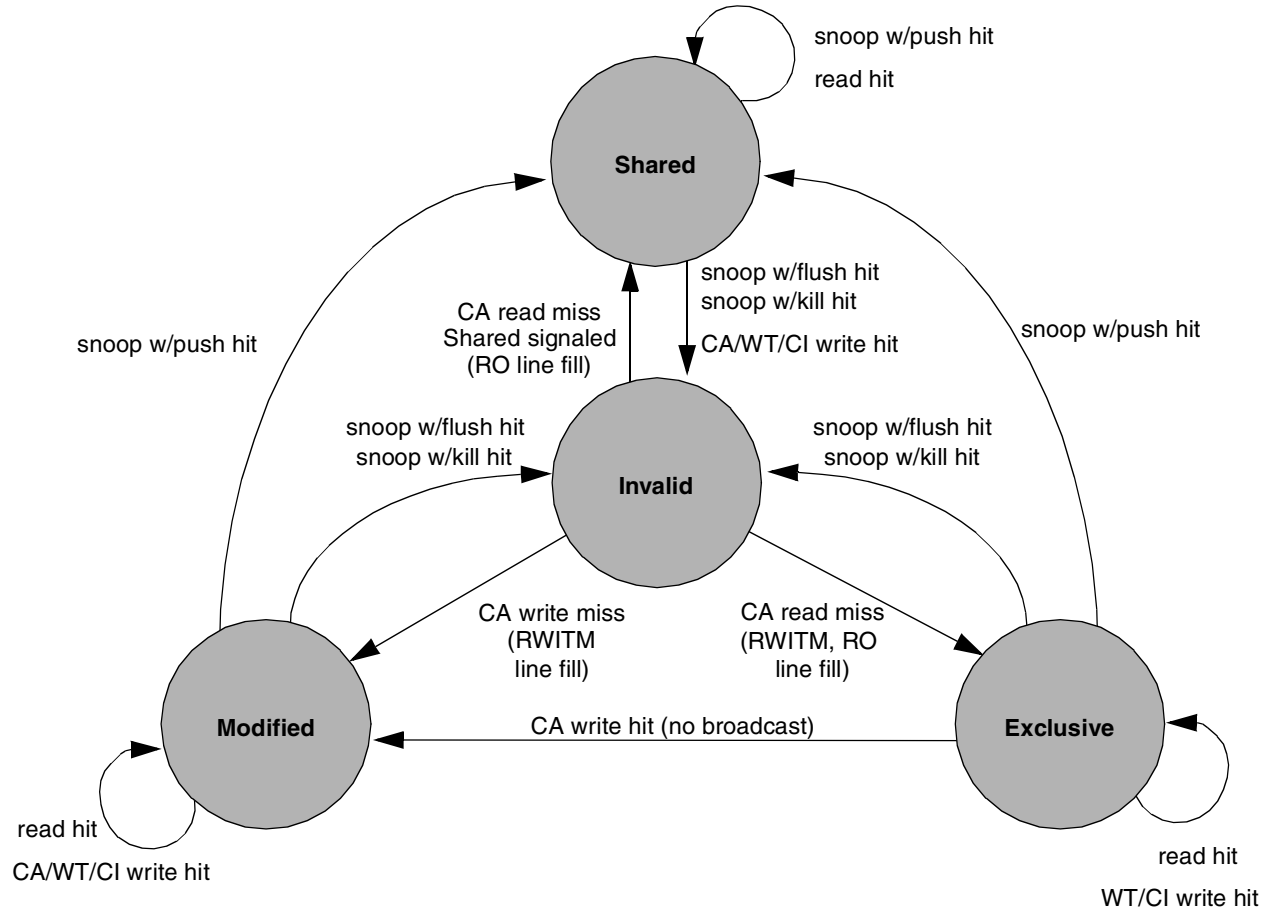 snoop w/push hit
read hit
Shared
snoop w/flush hit
snoop w/kill hit
CA/WT/CI write hit
CA read miss
Shared signaled
(RO line fill)
snoop w/push hit
snoop w/push hit
snoop w/flush hit
snoop w/kill hit
snoop w/flush hit
snoop w/kill hit
Invalid
CA write miss
(RWITM
line fill)
CA read miss
(RWITM, RO
line fill)
Modified
CA write hit (no broadcast)
Exclusive
read hit
CA/WT/CI write hit
read hit
WT/CI write hit